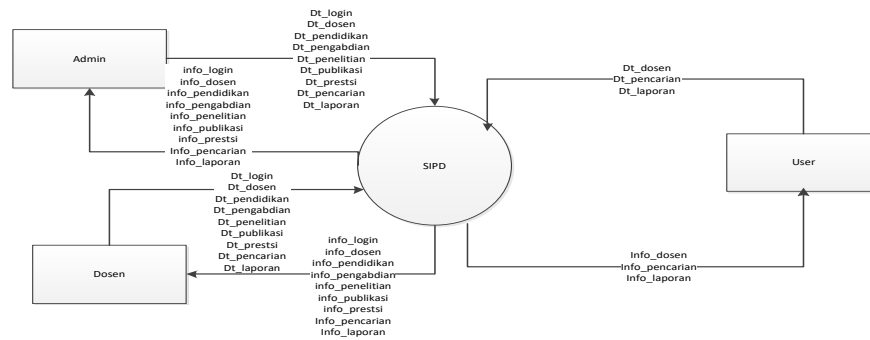 Admin
Dt_login
Dt_dosen
Dt_pendidikan
Dt_pengabdian
Dt_penelitian
Dt_publikasi
Dt_prestsi
Dt_pencarian
Dt_laporan
info_login
info_dosen
info_pendidikan
info_pengabdian
info_penelitian
info_publikasi
info_prestsi
Info_pencarian
Info_laporan
SIPD
Dt_dosen
Dt_pencarian
Dt_laporan
User
Info_dosen
Info_pencarian
Info_laporan
Dt_login
Dt_dosen
Dt_pendidikan
Dt_pengabdian
Dt_penelitian
Dt_publikasi
Dt_prestsi
Dt_pencarian
Dt_laporan
Dosen
info_login
info_dosen
info_pendidikan
info_pengabdian
info_penelitian
info_publikasi
info_prestsi
Info_pencarian
Info_laporan